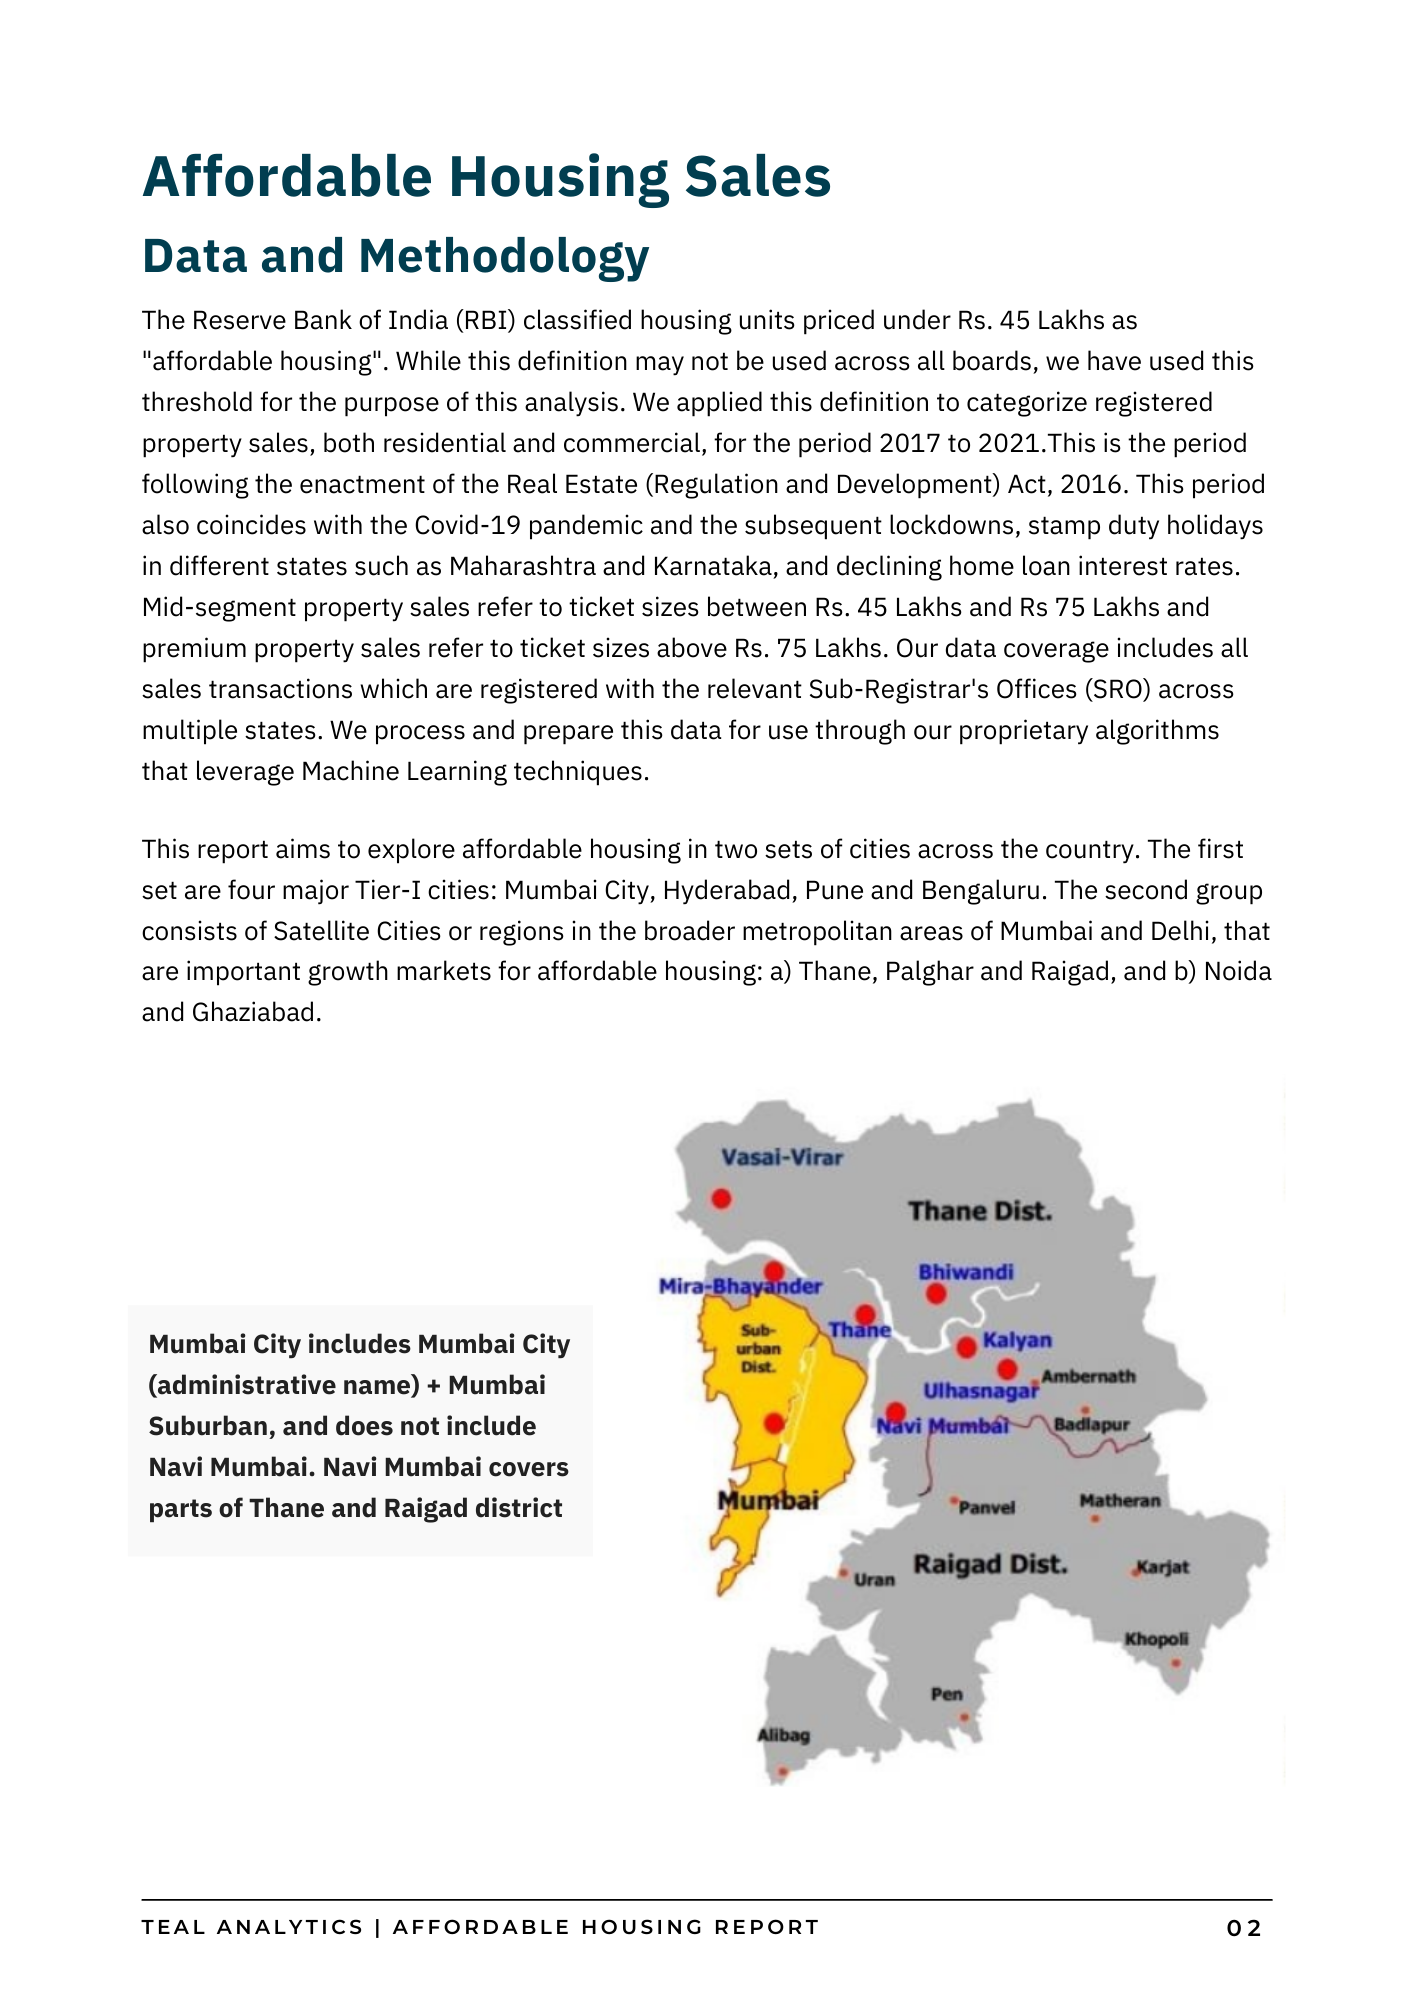 Affordable Housing Sales
Data and Methodology
The Reserve Bank of India (RBI) classified housing units priced under Rs. 45 Lakhs as
"affordable housing". While this definition may not be used across all boards, we have used this
threshold for the purpose of this analysis. We applied this definition to categorize registered
property sales, both residential and commercial, for the period 2017 to 2021.This is the period
following the enactment of the Real Estate (Regulation and Development) Act, 2016. This period
also coincides with the Covid-19 pandemic and the subsequent lockdowns, stamp duty holidays
in different states such as Maharashtra and Karnataka, and declining home loan interest rates.
Mid-segment property sales refer to ticket sizes between Rs. 45 Lakhs and Rs 75 Lakhs and
premium property sales refer to ticket sizes above Rs. 75 Lakhs. Our data coverage includes all
sales transactions which are registered with the relevant Sub-Registrar's Offices (SRO) across
multiple states. We process and prepare this data for use through our proprietary algorithms
that leverage Machine Learning techniques.
This report aims to explore affordable housing in two sets of cities across the country. The first
set are four major Tier-I cities: Mumbai City, Hyderabad, Pune and Bengaluru. The second group
consists of Satellite Cities or regions in the broader metropolitan areas of Mumbai and Delhi, that
are important growth markets for affordable housing: a) Thane, Palghar and Raigad, and b) Noida
and Ghaziabad.
Mumbai City includes Mumbai City
(administrative name) + Mumbai
Suburban, and does not include
Navi Mumbai. Navi Mumbai covers
parts of Thane and Raigad district
Vasai-Virar
Thane Dist.
Bhiwandi
Mira-Bhayander
Thane
Sub-
urban
Dist.
Kalyan
Ambernath
Ulhasnagar
Navi Mumbai
Badlapur
Mumbai
Panvel
Matheran
Raigad Dist.
Karjat
Uran
Khopoli
Pen
Alibag
TEAL ANALYTICS | AFFORDABLE HOUSING REPORT
02